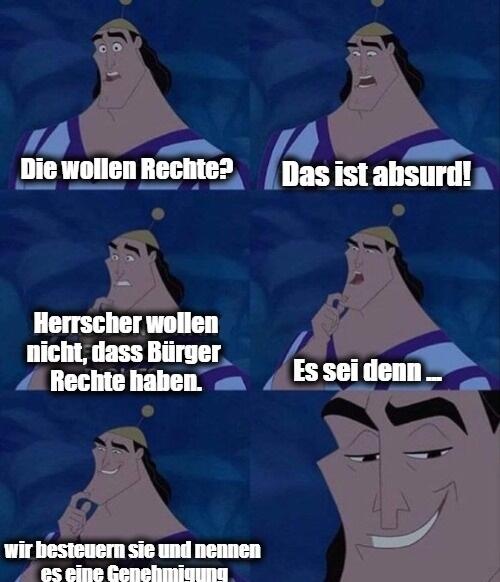 Die wollen Rechte?
Das ist absurd!
Herrscher wollen
nicht, dass Bürger
Rechte haben.
Es sei denn ...
wir besteuern sie und nennen
es eine Genehmigung